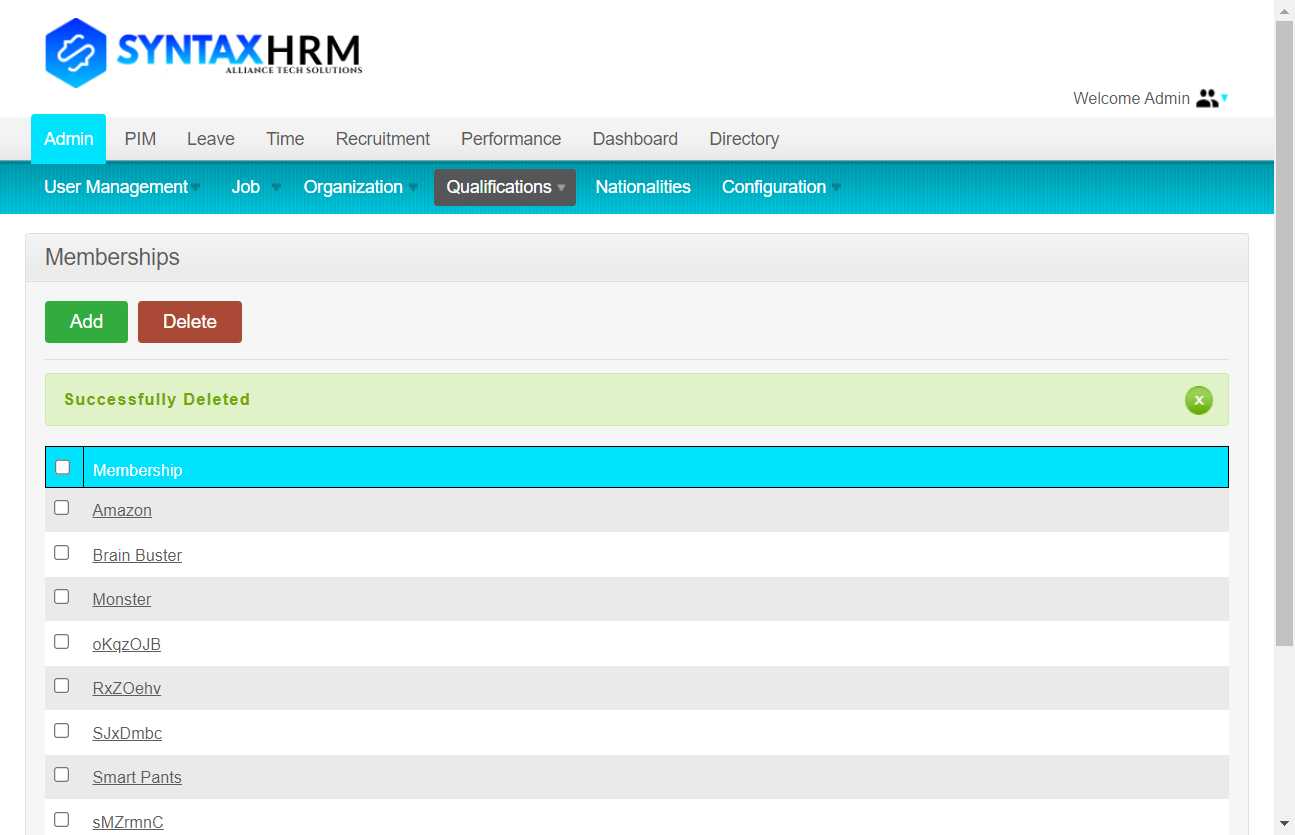 SYNTAXHRM
ALLIANCE TECH SOLUTIONS
Welcome Admin
Admin PIM Leave Time Recruitment Performance Dashboard Directory
User Management Job Organization Qualifications Nationalities Configuration
Memberships
Add Delete
Successfully Deleted
x
Membership
Amazon
Brain Buster
Monster
oKqzOJB
RxZOehv
SJxDmbc
Smart Pants
sMZrmnC